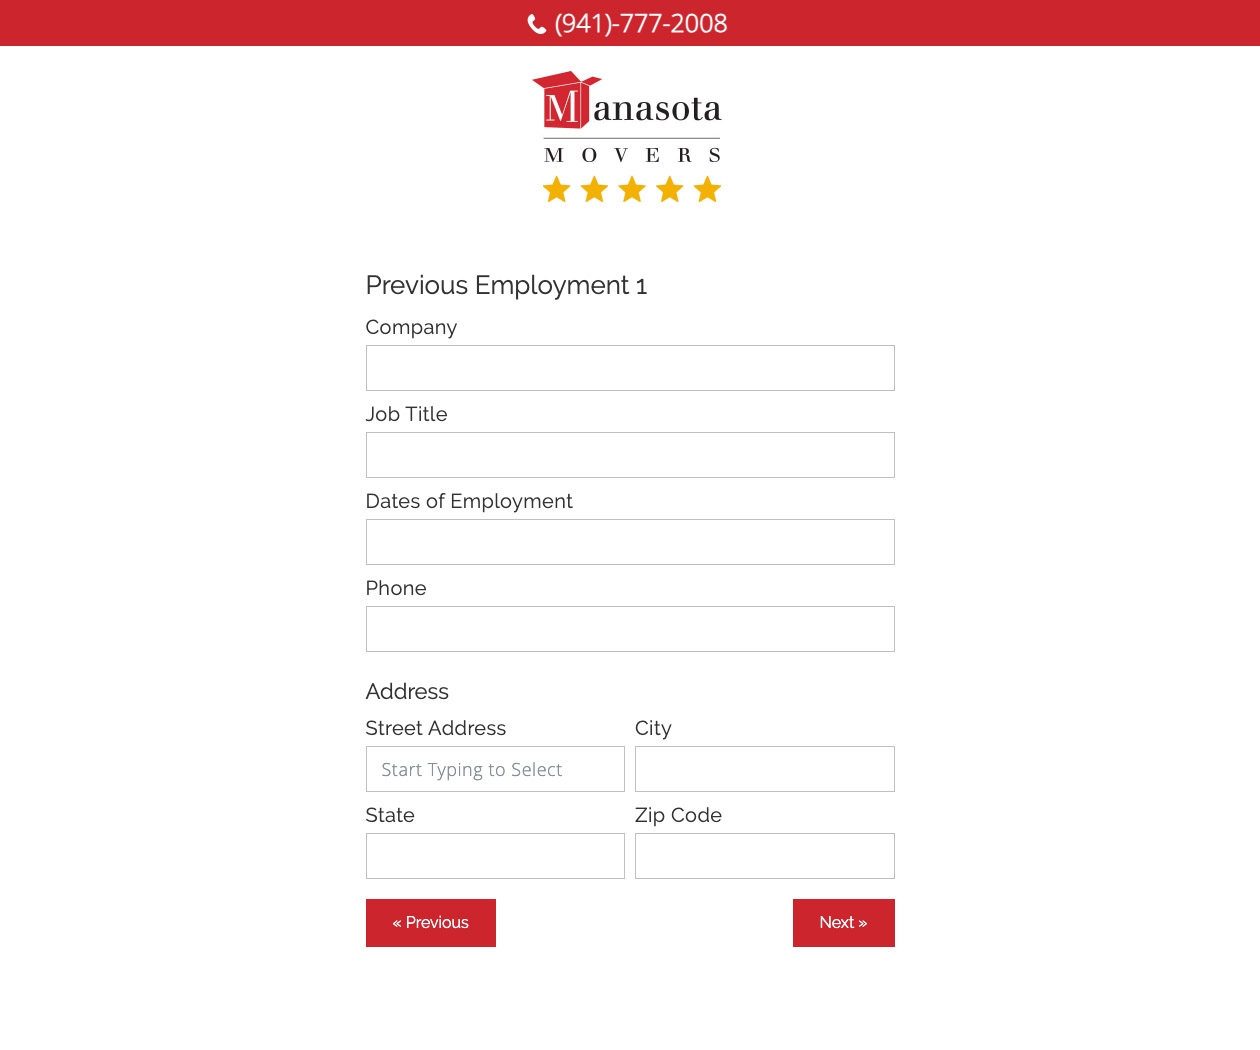 (941)-777-2008
Manasota
MOVERS
Previous Employment 1
Company
Job Title
Dates of Employment
Phone
Address
Street Address
City
Start Typing to Select
State
Zip Code
« Previous
Next »